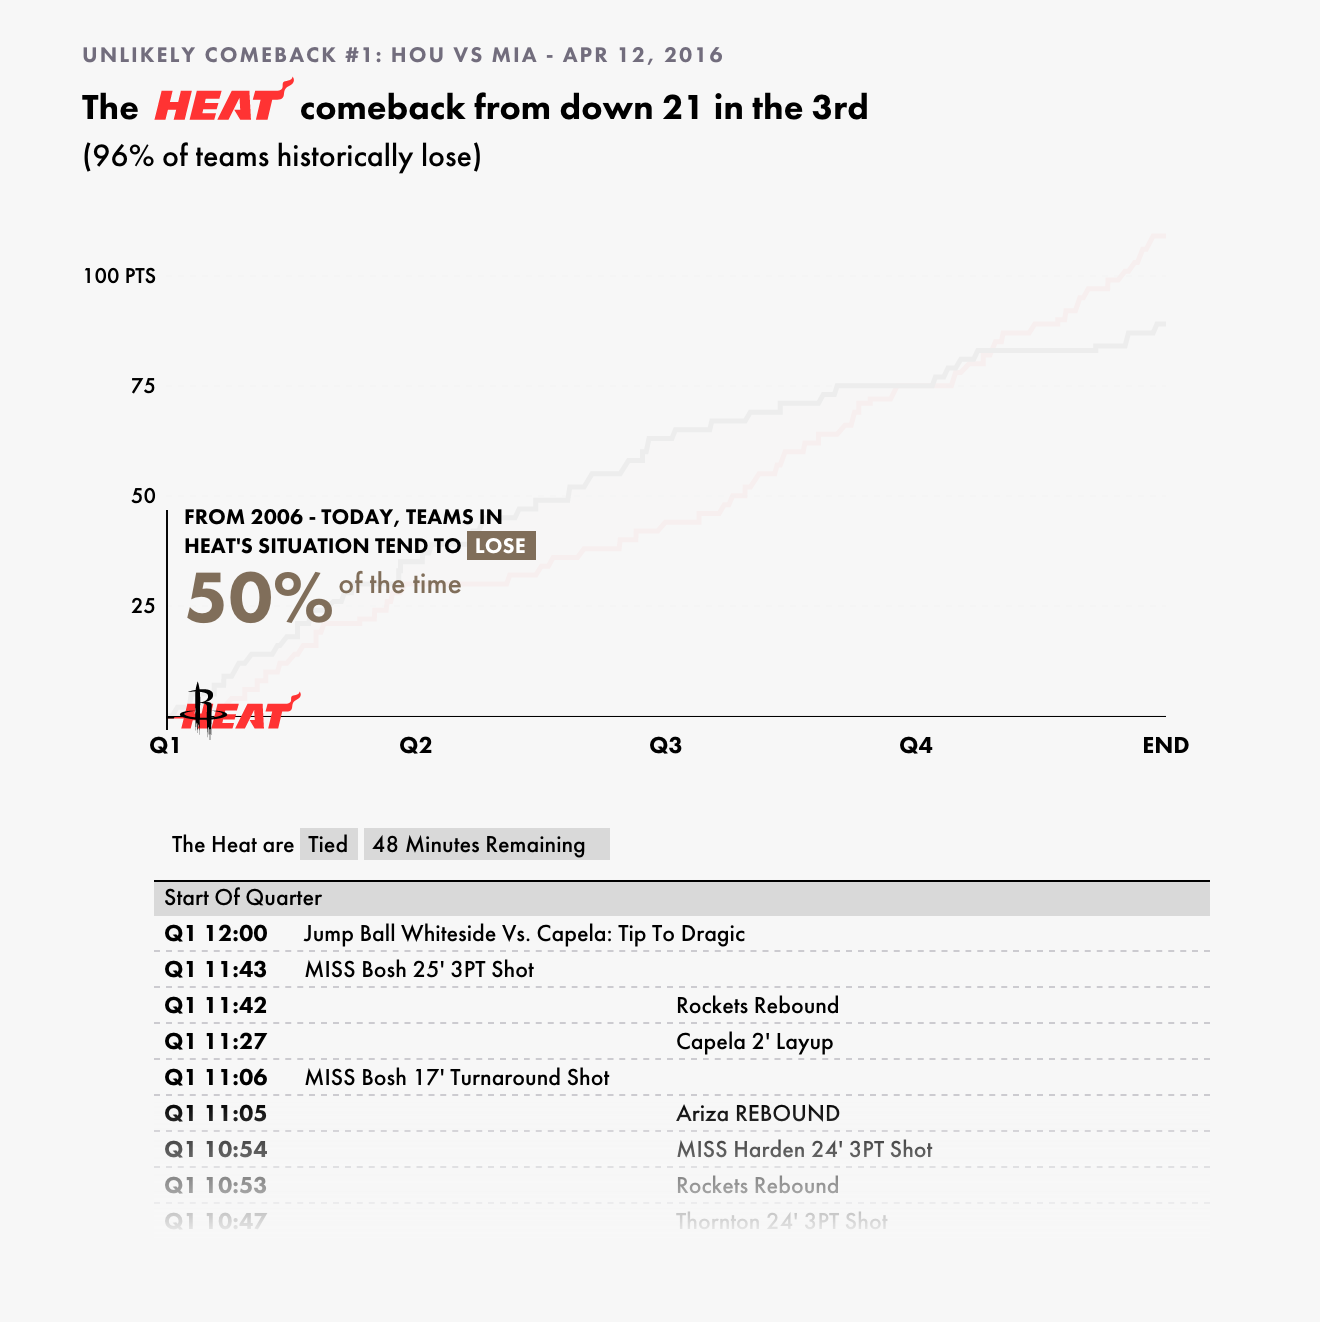 UNLIKELY COMEBACK #1: HOU VS MIA - APR 12, 2016
The HEAT comeback from down 21 in the 3rd
(96% of teams historically lose)
100 PTS
75
50
FROM 2006 - TODAY, TEAMS IN
HEAT'S SITUATION TEND TO LOSE
50% of the time
25
R HEAT
Q1 Q2 Q3 Q4 END
The Heat are Tied 48 Minutes Remaining
Start Of Quarter
Q1 12:00 Jump Ball Whiteside Vs. Capela: Tip To Dragic
Q1 11:43 MISS Bosh 25' 3PT Shot
Q1 11:42 Rockets Rebound
Q1 11:27 Capela 2' Layup
Q1 11:06 MISS Bosh 17' Turnaround Shot
Q1 11:05 Ariza REBOUND
Q1 10:54 MISS Harden 24' 3PT Shot
Q1 10:53 Rockets Rebound
Q1 10:47 Thornton 24' 3PT Shot